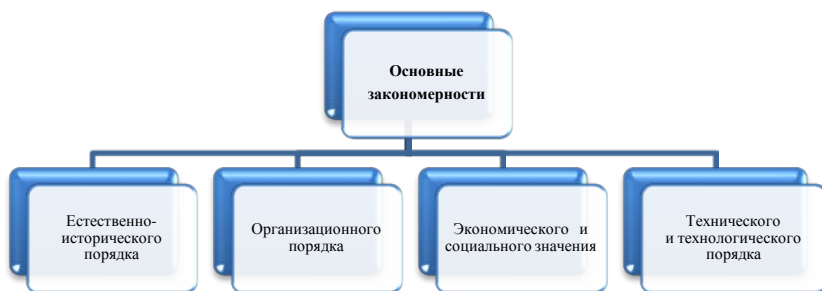 Основные
закономерности
Естественно-
исторического
порядка
Организационного
порядка
Экономического и
социального значения
Технического
и технологического
порядка